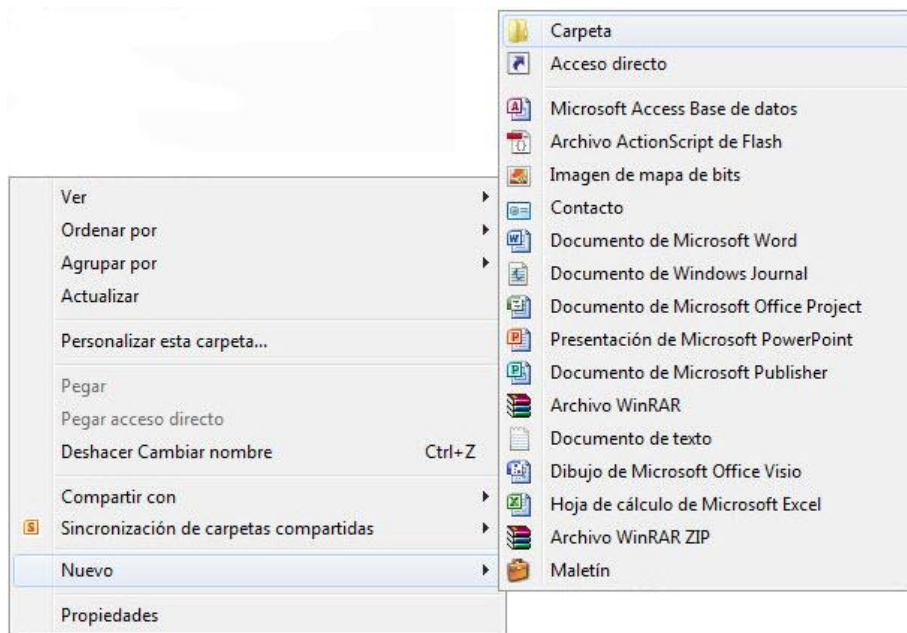 Ver
Ordenar por
Agrupar por
Actualizar
Personalizar esta carpeta...
Pegar
Pegar acceso directo
Deshacer Cambiar nombre Ctrl+Z
Compartir con
S Sincronización de carpetas compartidas
Nuevo
Propiedades
Carpeta
Acceso directo
Microsoft Access Base de datos
Archivo ActionScript de Flash
Imagen de mapa de bits
Contacto
Documento de Microsoft Word
Documento de Windows Journal
Documento de Microsoft Office Project
Presentación de Microsoft PowerPoint
Documento de Microsoft Publisher
Archivo WinRAR
Documento de texto
Dibujo de Microsoft Office Visio
Hoja de cálculo de Microsoft Excel
Archivo WinRAR ZIP
Maletín